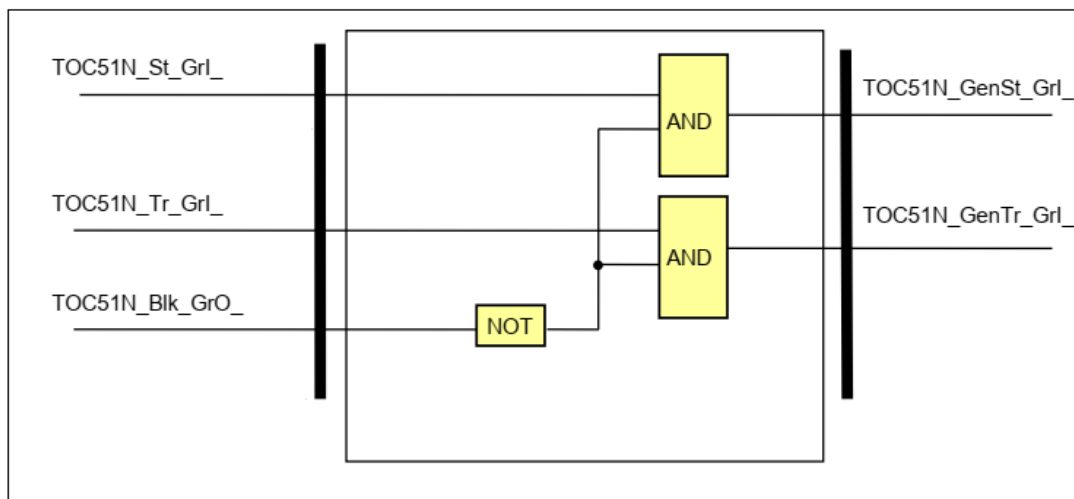 TOC51N_St_GrI_
TOC51N_GenSt_GrI_
AND
TOC51N_Tr_GrI_
TOC51N_GenTr_GrI_
AND
TOC51N_Blk_GrO_
NOT